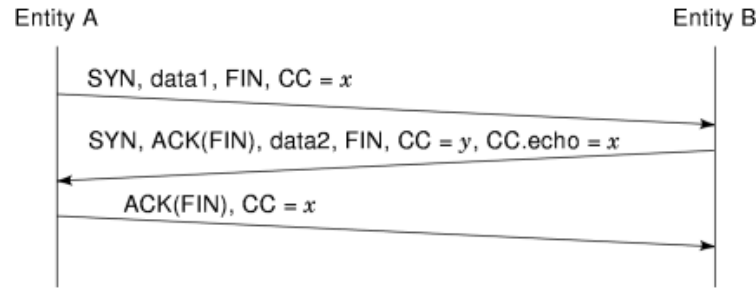 Entity A
Entity B
SYN, data1, FIN, CC = x
SYN, ACK(FIN), data2, FIN, CC = y, CC.echo = x
ACK(FIN), CC = x